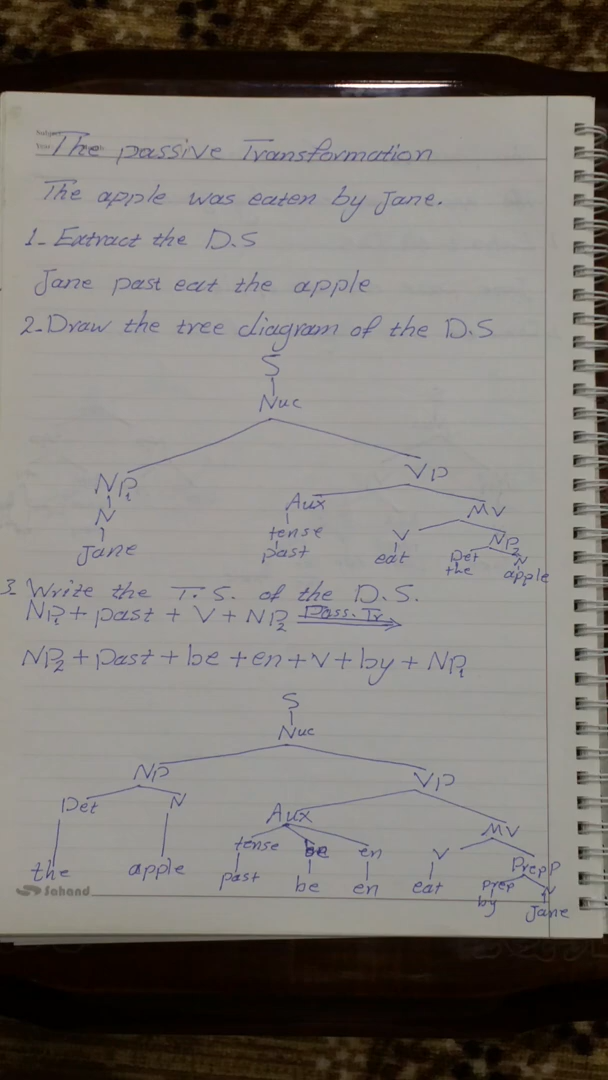 The passive Transformation
The apple was eaten by Jane.
1- Extract the D.S
Jane past eat the apple
2-Draw the tree diagram of the D.S
S
Nuc
NP₁ VP
N Aux MV
Jane tense V NP₂
past eat Det N
the apple
3. Write the T.S. of the D.S.
NP₁ + past + V + NP₂ Pass. Tr.
NP₂ + past + be + en + V + by + NP₁
S
Nuc
NP VP
Det N Aux MV
tense be en V PrepP
the apple past be en eat prep N
by Jane
Sahand